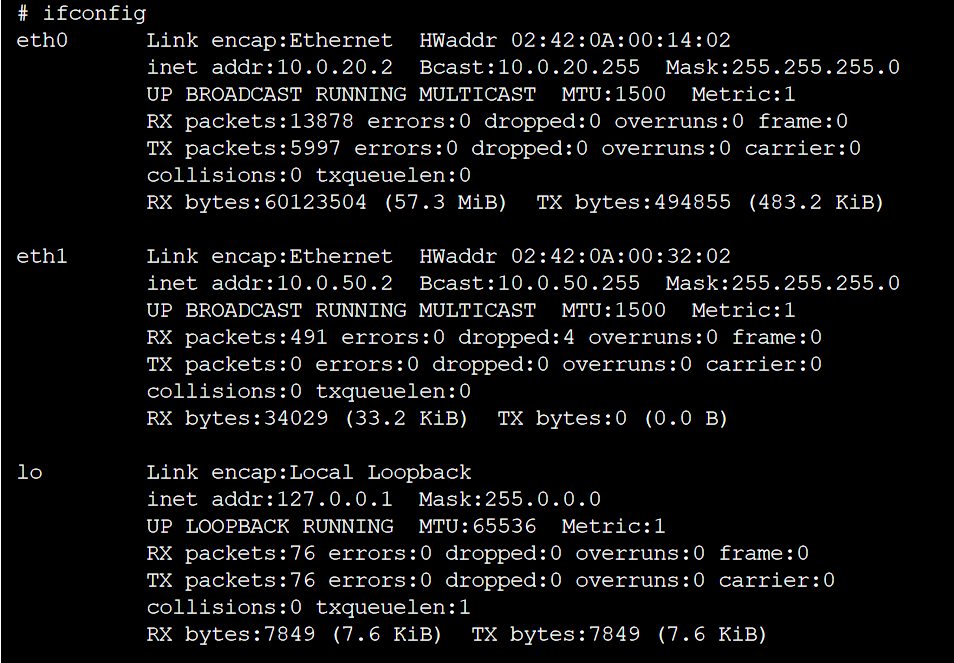 # ifconfig
eth0      Link encap:Ethernet  HWaddr 02:42:0A:00:14:02
          inet addr:10.0.20.2  Bcast:10.0.20.255  Mask:255.255.255.0
          UP BROADCAST RUNNING MULTICAST  MTU:1500  Metric:1
          RX packets:13878 errors:0 dropped:0 overruns:0 frame:0
          TX packets:5997 errors:0 dropped:0 overruns:0 carrier:0
          collisions:0 txqueuelen:0
          RX bytes:60123504 (57.3 MiB)  TX bytes:494855 (483.2 KiB)

eth1      Link encap:Ethernet  HWaddr 02:42:0A:00:32:02
          inet addr:10.0.50.2  Bcast:10.0.50.255  Mask:255.255.255.0
          UP BROADCAST RUNNING MULTICAST  MTU:1500  Metric:1
          RX packets:491 errors:0 dropped:4 overruns:0 frame:0
          TX packets:0 errors:0 dropped:0 overruns:0 carrier:0
          collisions:0 txqueuelen:0
          RX bytes:34029 (33.2 KiB)  TX bytes:0 (0.0 B)

lo        Link encap:Local Loopback
          inet addr:127.0.0.1  Mask:255.0.0.0
          UP LOOPBACK RUNNING  MTU:65536  Metric:1
          RX packets:76 errors:0 dropped:0 overruns:0 frame:0
          TX packets:76 errors:0 dropped:0 overruns:0 carrier:0
          collisions:0 txqueuelen:1
          RX bytes:7849 (7.6 KiB)  TX bytes:7849 (7.6 KiB)